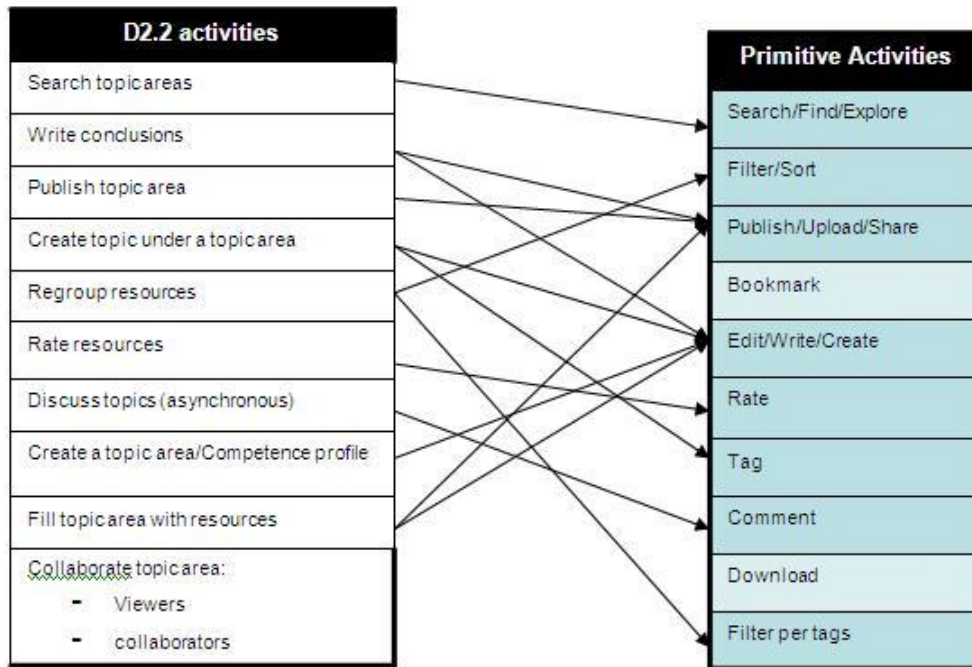 D2.2 activities
Search topic areas
Write conclusions
Publish topic area
Create topic under a topic area
Regroup resources
Rate resources
Discuss topics (asynchronous)
Create a topic area/Competence profile
Fill topic area with resources
Collaborate topic area:
- Viewers
- collaborators
Primitive Activities
Search/Find/Explore
Filter/Sort
Publish/Upload/Share
Bookmark
Edit/Write/Create
Rate
Tag
Comment
Download
Filter per tags